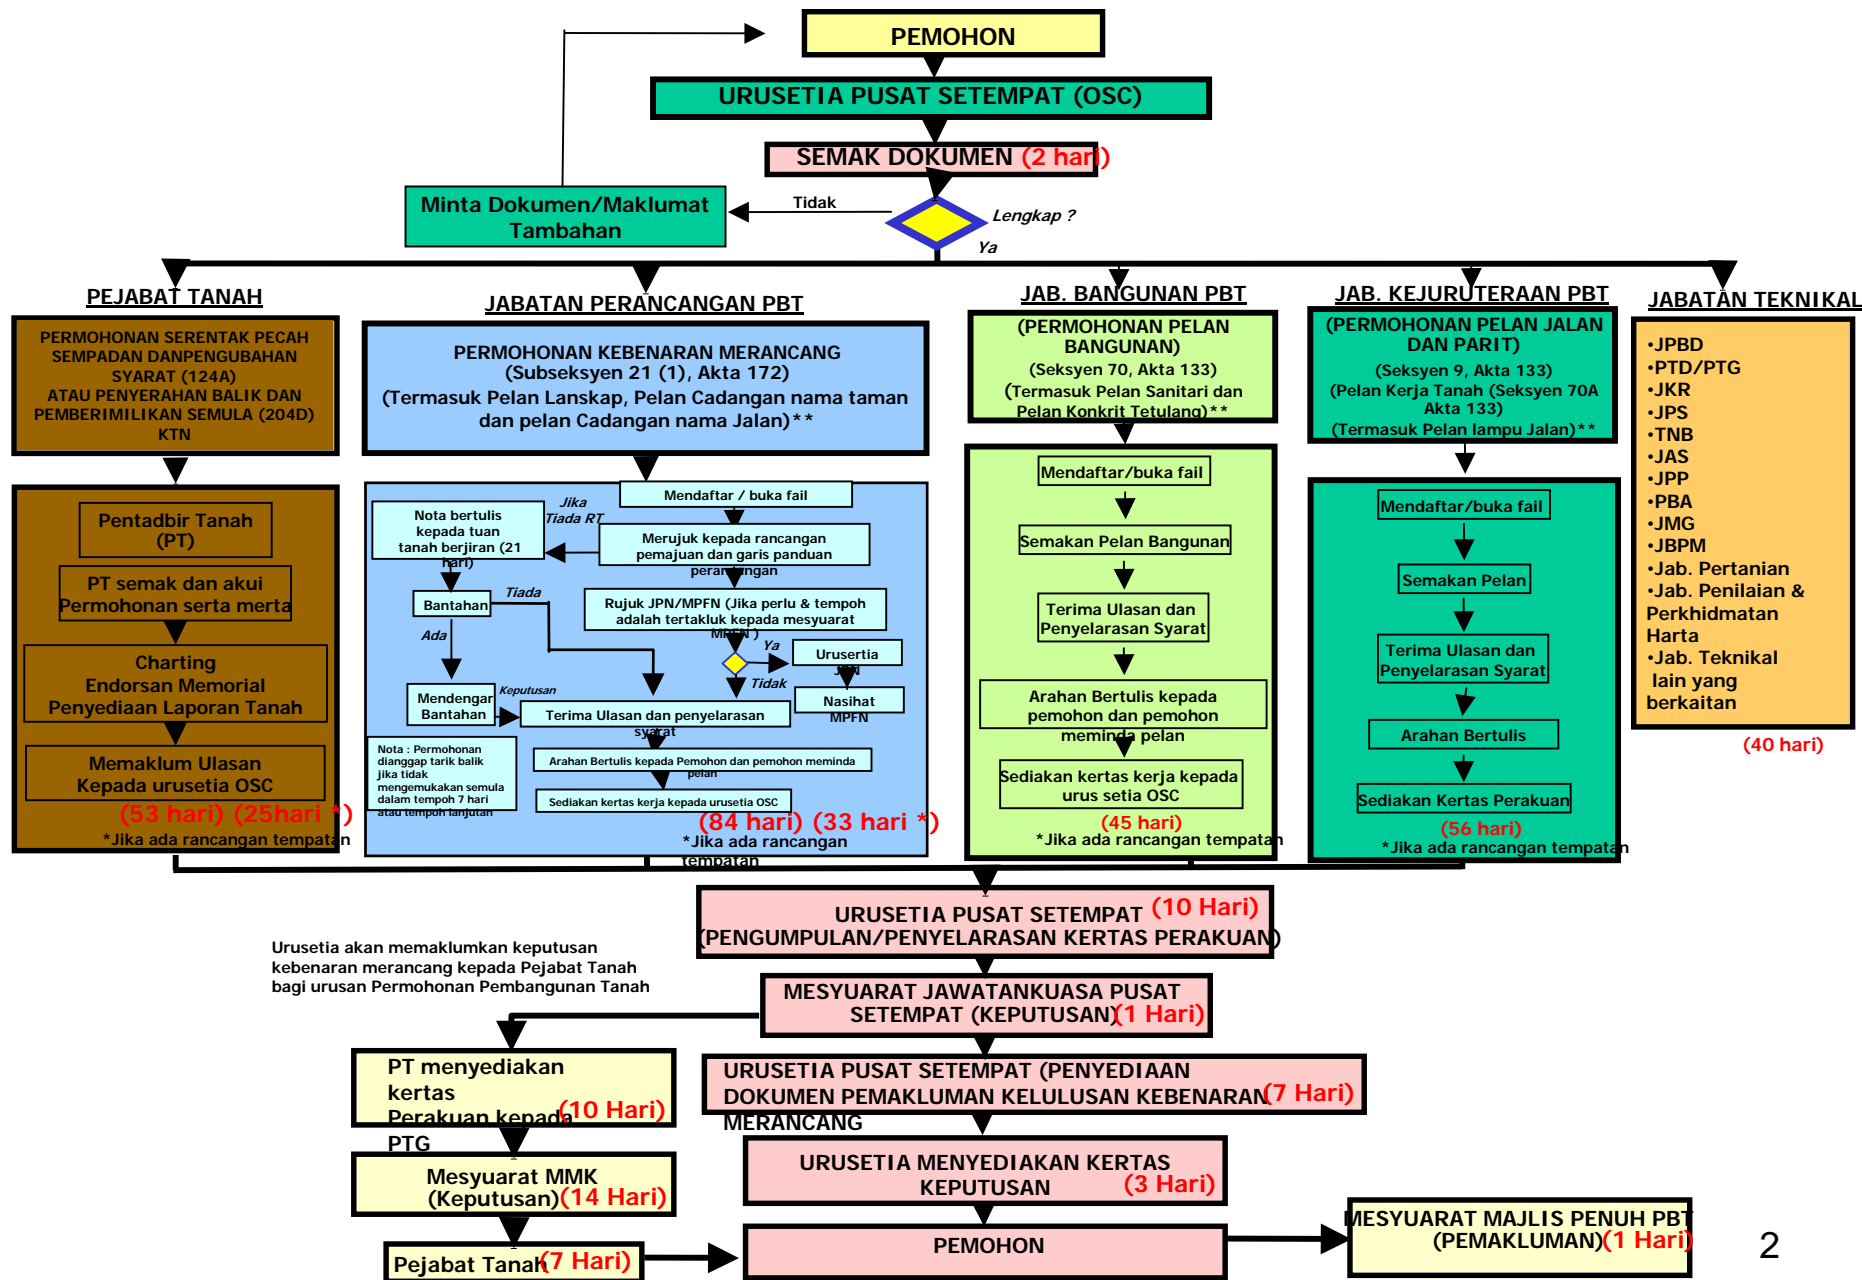 PEMOHON
URUSETIA PUSAT SETEMPAT (OSC)
SEMAK DOKUMEN (2 hari)
Minta Dokumen/Maklumat
Tambahan
Tidak
Lengkap ?
Ya
PEJABAT TANAH
PERMOHONAN SERENTAK PECAH
SEMPADAN DANPENGUBAHAN
SYARAT (124A)
ATAU PENYERAHAN BALIK DAN
PEMBERIMILIKAN SEMULA (204D)
KTN
Pentadbir Tanah
(PT)
PT semak dan akui
Permohonan serta merta
Charting
Endorsan Memorial
Penyediaan Laporan Tanah
Memaklum Ulasan
Kepada urusetia OSC
(53 hari) (25hari *)
*Jika ada rancangan tempatan
JABATAN PERANCANGAN PBT
PERMOHONAN KEBENARAN MERANCANG
(Subseksyen 21 (1), Akta 172)
(Termasuk Pelan Lanskap, Pelan Cadangan nama taman
dan pelan Cadangan nama Jalan)**
Mendaftar / buka fail
Jika
Tiada RT
Nota bertulis
kepada tuan
tanah berjiran (21
hari)
Merujuk kepada rancangan
pemajuan dan garis panduan
perancangan
Bantahan
Tiada
Ada
Rujuk JPN/MPFN (Jika perlu & tempoh
adalah tertakluk kepada mesyuarat
MPFN )
Ya
Urusertia
JPN
Tidak
Nasihat
MPFN
Mendengar
Bantahan
Keputusan
Terima Ulasan dan penyelarasan
syarat
Nota : Permohonan
dianggap tarik balik
jika tidak
mengemukakan semula
dalam tempoh 7 hari
atau tempoh lanjutan
Arahan Bertulis kepada Pemohon dan pemohon meminda
pelan
Sediakan kertas kerja kepada urusetia OSC
(84 hari) (33 hari *)
*Jika ada rancangan
tempatan
JAB. BANGUNAN PBT
(PERMOHONAN PELAN
BANGUNAN)
(Seksyen 70, Akta 133)
(Termasuk Pelan Sanitari dan
Pelan Konkrit Tetulang)**
Mendaftar/buka fail
Semakan Pelan Bangunan
Terima Ulasan dan
Penyelarasan Syarat
Arahan Bertulis kepada
pemohon dan pemohon
meminda pelan
Sediakan kertas kerja kepada
urus setia OSC
(45 hari)
*Jika ada rancangan tempatan
JAB. KEJURUTERAAN PBT
(PERMOHONAN PELAN JALAN
DAN PARIT)
(Seksyen 9, Akta 133)
(Pelan Kerja Tanah (Seksyen 70A
Akta 133)
(Termasuk Pelan lampu Jalan)**
Mendaftar/buka fail
Semakan Pelan
Terima Ulasan dan
Penyelarasan Syarat
Arahan Bertulis
Sediakan Kertas Perakuan
(56 hari)
*Jika ada rancangan tempatan
JABATAN TEKNIKAL
•JPBD
•PTD/PTG
•JKR
•JPS
•TNB
•JAS
•JPP
•PBA
•JMG
•JBPM
•Jab. Pertanian
•Jab. Penilaian &
Perkhidmatan
Harta
•Jab. Teknikal
lain yang
berkaitan
(40 hari)
URUSETIA PUSAT SETEMPAT (10 Hari)
(PENGUMPULAN/PENYELARASAN KERTAS PERAKUAN)
Urusetia akan memaklumkan keputusan
kebenaran merancang kepada Pejabat Tanah
bagi urusan Permohonan Pembangunan Tanah
MESYUARAT JAWATANKUASA PUSAT
SETEMPAT (KEPUTUSAN) (1 Hari)
PT menyediakan
kertas
Perakuan kepada
PTG
(10 Hari)
URUSETIA PUSAT SETEMPAT (PENYEDIAAN
DOKUMEN PEMAKLUMAN KELULUSAN KEBENARAN
MERANCANG
(7 Hari)
Mesyuarat MMK
(Keputusan) (14 Hari)
URUSETIA MENYEDIAKAN KERTAS
KEPUTUSAN (3 Hari)
Pejabat Tanah (7 Hari)
PEMOHON
MESYUARAT MAJLIS PENUH PBT
(PEMAKLUMAN) (1 Hari)
2